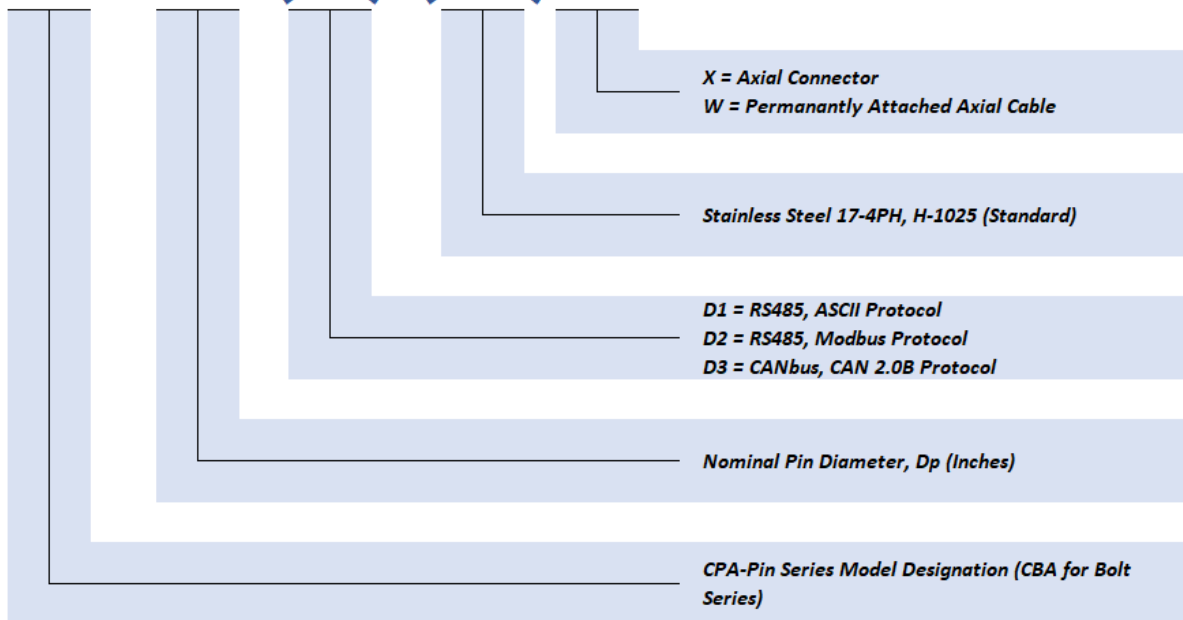 X = Axial Connector
W = Permanantly Attached Axial Cable
Stainless Steel 17-4PH, H-1025 (Standard)
D1 = RS485, ASCII Protocol
D2 = RS485, Modbus Protocol
D3 = CANbus, CAN 2.0B Protocol
Nominal Pin Diameter, Dp (Inches)
CPA-Pin Series Model Designation (CBA for Bolt
Series)